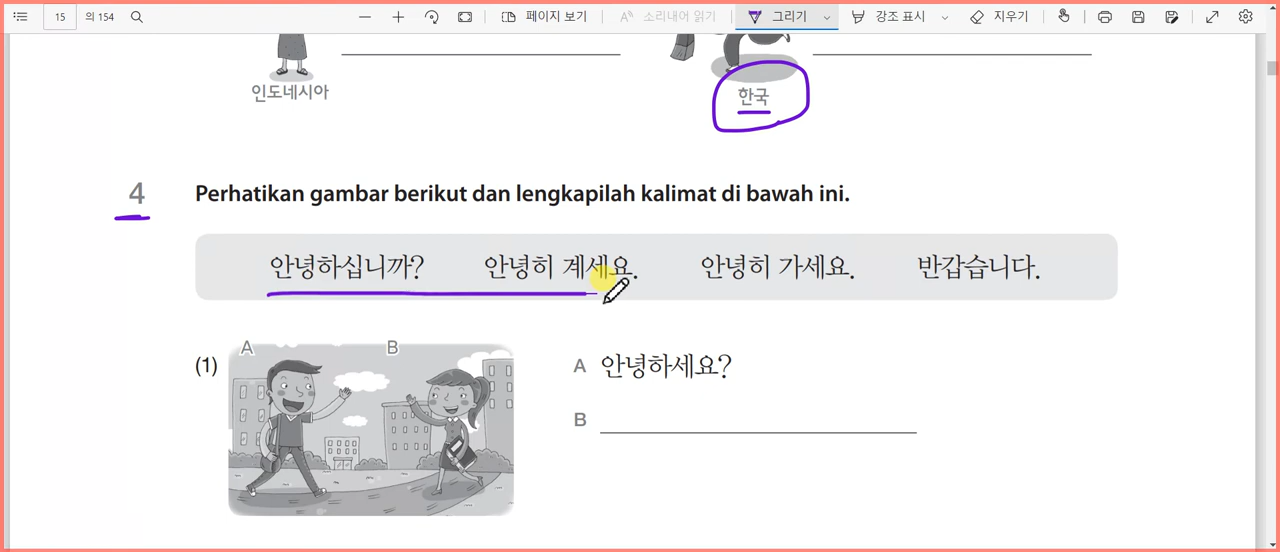 15 의 154 페이지 보기 소리내어 읽기 그리기 강조 표시 지우기
인도네시아
한국
4 Perhatikan gambar berikut dan lengkapilah kalimat di bawah ini.
안녕하십니까? 안녕히 계세요. 안녕히 가세요. 반갑습니다.
(1) A B
A 안녕하세요?
B